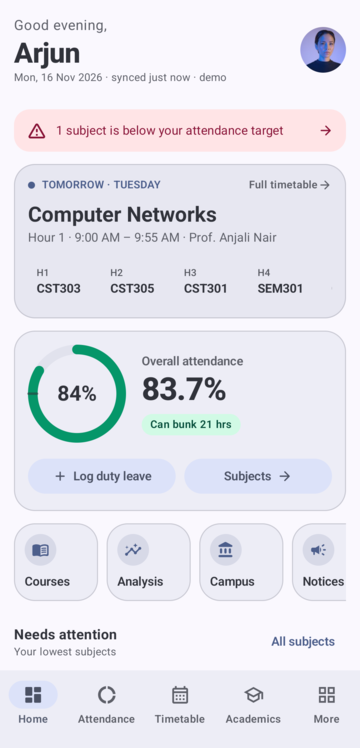 Good evening,
Arjun
Mon, 16 Nov 2026 · synced just now · demo
1 subject is below your attendance target
TOMORROW · TUESDAY
Full timetable
Computer Networks
Hour 1 · 9:00 AM – 9:55 AM · Prof. Anjali Nair
H1 H2 H3 H4
CST303 CST305 CST301 SEM301
84%
Overall attendance
83.7%
Can bunk 21 hrs
Log duty leave
Subjects
Courses Analysis Campus Notices
Needs attention
Your lowest subjects
All subjects
Home Attendance Timetable Academics More